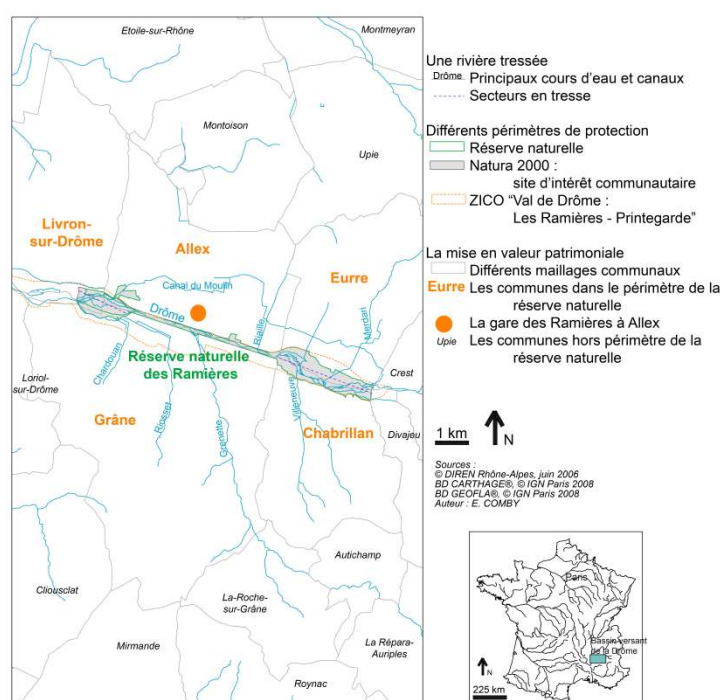 Etoile-sur-Rhône
Montmeyran
Montoison
Upie
Livron-
sur-Drôme
Allex
Eurre
Canal du Moulin
Drôme
Riaille
Merdan
Réserve naturelle
des Ramières
Chardouan
Riosset
Grenette
Villeneuve
Loriol-
sur-Drôme
Crest
Grâne
Chabrillan
Divajeu
Autichamp
Cliousclat
La-Roche-
sur-Grâne
Mirmande
La Répara-
Auriples
Roynac
Une rivière tressée
Drôme Principaux cours d'eau et canaux
Secteurs en tresse
Différents périmètres de protection
Réserve naturelle
Natura 2000 :
site d'intérêt communautaire
ZICO "Val de Drôme :
Les Ramières - Printegarde"
La mise en valeur patrimoniale
Différents maillages communaux
Eurre Les communes dans le périmètre de la
réserve naturelle
La gare des Ramières à Allex
Upie Les communes hors périmètre de la
réserve naturelle
1 km
N
Sources :
© DIREN Rhône-Alpes, juin 2006
BD CARTHAGE®, © IGN Paris 2008
BD GEOFLA®, © IGN Paris 2008
Auteur : E. COMBY
Paris
Bassin versant
de la Drôme
N
225 km